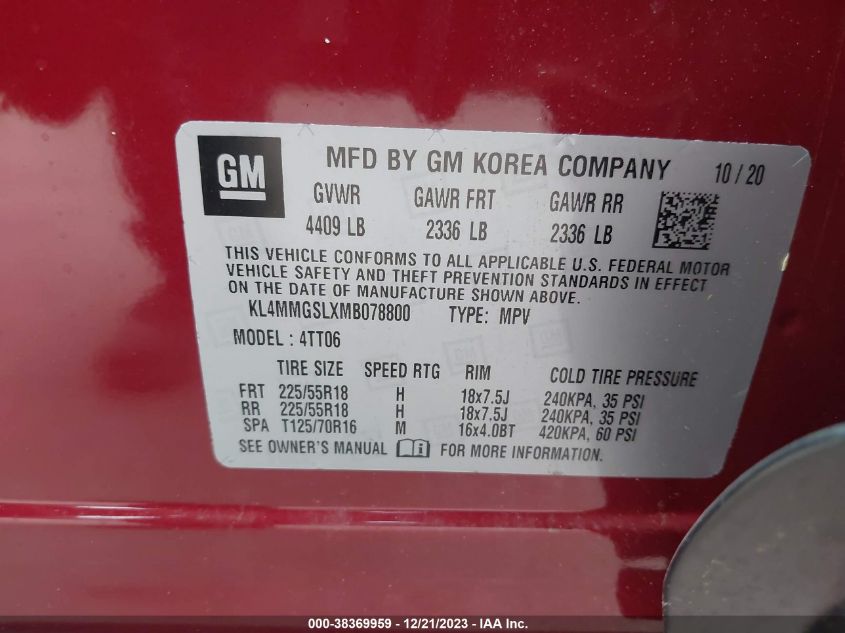 GM
MFD BY GM KOREA COMPANY 10 / 20
GVWR GAWR FRT GAWR RR
4409 LB 2336 LB 2336 LB
THIS VEHICLE CONFORMS TO ALL APPLICABLE U.S. FEDERAL MOTOR
VEHICLE SAFETY AND THEFT PREVENTION STANDARDS IN EFFECT
ON THE DATE OF MANUFACTURE SHOWN ABOVE.
KL4MMGSLXMB078800 TYPE: MPV
MODEL : 4TT06
TIRE SIZE SPEED RTG RIM COLD TIRE PRESSURE
FRT 225/55R18 H 18x7.5J 240KPA, 35 PSI
RR 225/55R18 H 18x7.5J 240KPA, 35 PSI
SPA T125/70R16 M 16x4.0BT 420KPA, 60 PSI
SEE OWNER'S MANUAL FOR MORE INFORMATION.
000-38369959 - 12/21/2023 - IAA Inc.